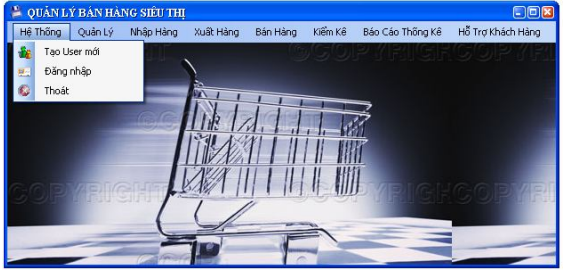 QUẢN LÝ BÁN HÀNG SIÊU THỊ
Hệ Thống Quản Lý Nhập Hàng Xuất Hàng Bán Hàng Kiểm Kê Báo Cáo Thống Kê Hỗ Trợ Khách Hàng
Tạo User mới
Đăng nhập
Thoát
©COPYRIGHT ©COPYRIGHT ©COPYRI